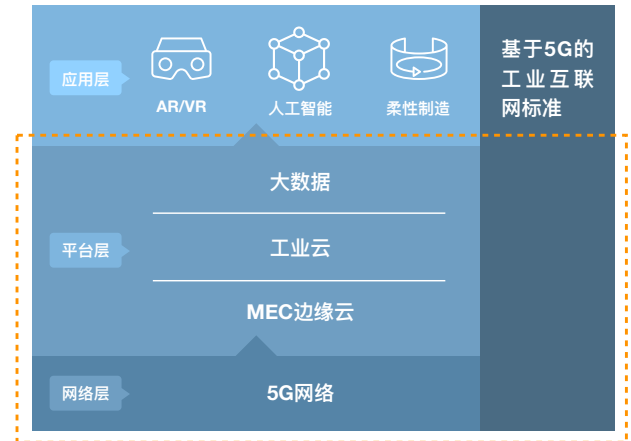 应用层
AR/VR
人工智能
柔性制造
基于5G的
工业互联
网标准
大数据
平台层
工业云
MEC边缘云
网络层
5G网络